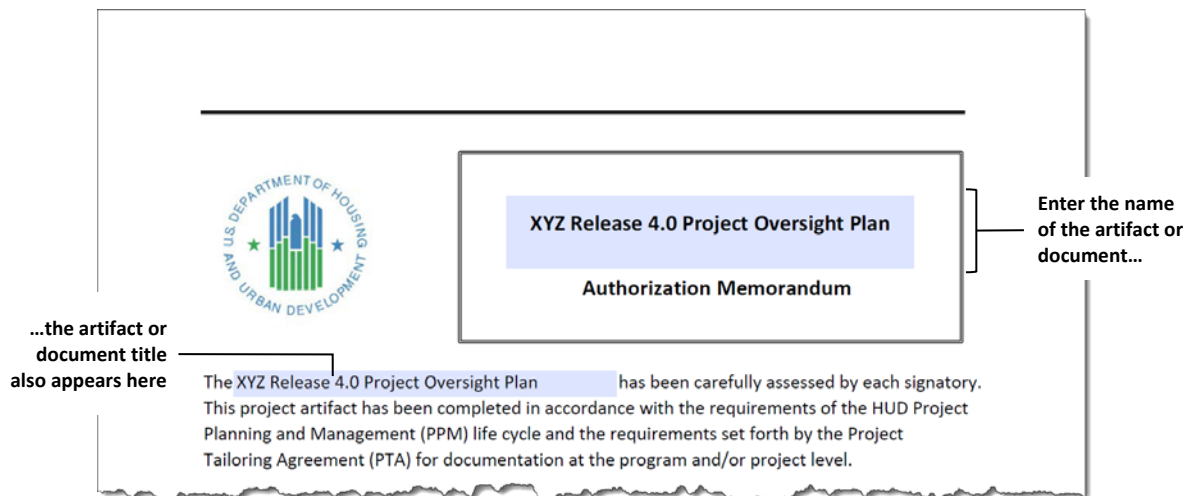 U.S. DEPARTMENT OF HOUSING
AND URBAN DEVELOPMENT
XYZ Release 4.0 Project Oversight Plan
Authorization Memorandum
Enter the name
of the artifact or
document…
…the artifact or
document title
also appears here
The XYZ Release 4.0 Project Oversight Plan has been carefully assessed by each signatory.
This project artifact has been completed in accordance with the requirements of the HUD Project
Planning and Management (PPM) life cycle and the requirements set forth by the Project
Tailoring Agreement (PTA) for documentation at the program and/or project level.